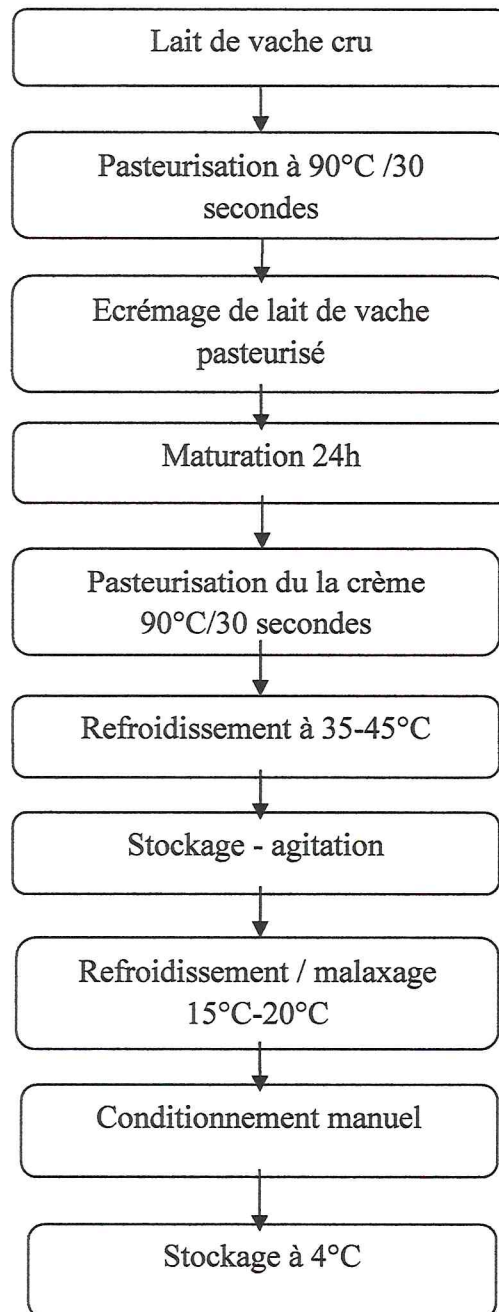 Lait de vache cru
Pasteurisation à 90°C /30
secondes
Ecrémage de lait de vache
pasteurisé
Maturation 24h
Pasteurisation du la crème
90°C/30 secondes
Refroidissement à 35-45°C
Stockage - agitation
Refroidissement / malaxage
15°C-20°C
Conditionnement manuel
Stockage à 4°C